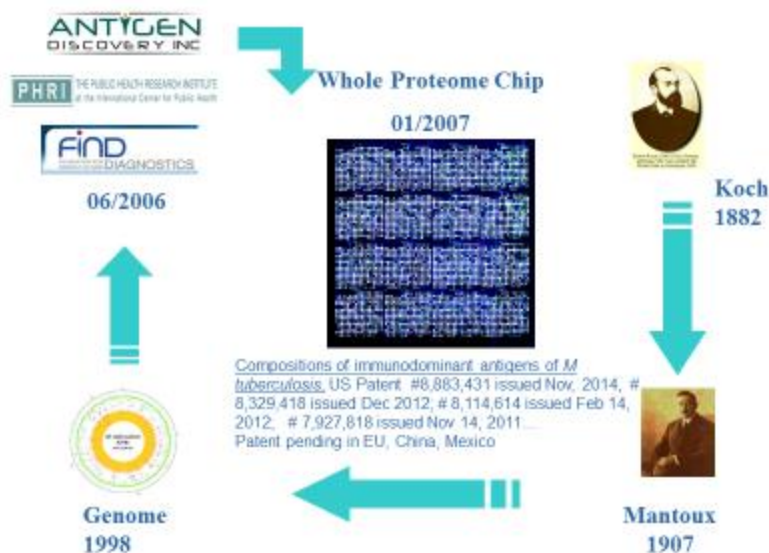 ANTIGEN
DISCOVERY INC
PHRI THE PUBLIC HEALTH RESEARCH INSTITUTE
at the International Center for Public Health
FIND
DIAGNOSTICS
06/2006
Whole Proteome Chip
01/2007
Koch
1882
Compositions of immunodominant antigens of M
tuberculosis, US Patent #8,883,431 issued Nov, 2014, #
8,329,418 issued Dec 2012; # 8,114,614 issued Feb 14,
2012; # 7,927,818 issued Nov 14, 2011...
Patent pending in EU, China, Mexico
Genome
1998
Mantoux
1907